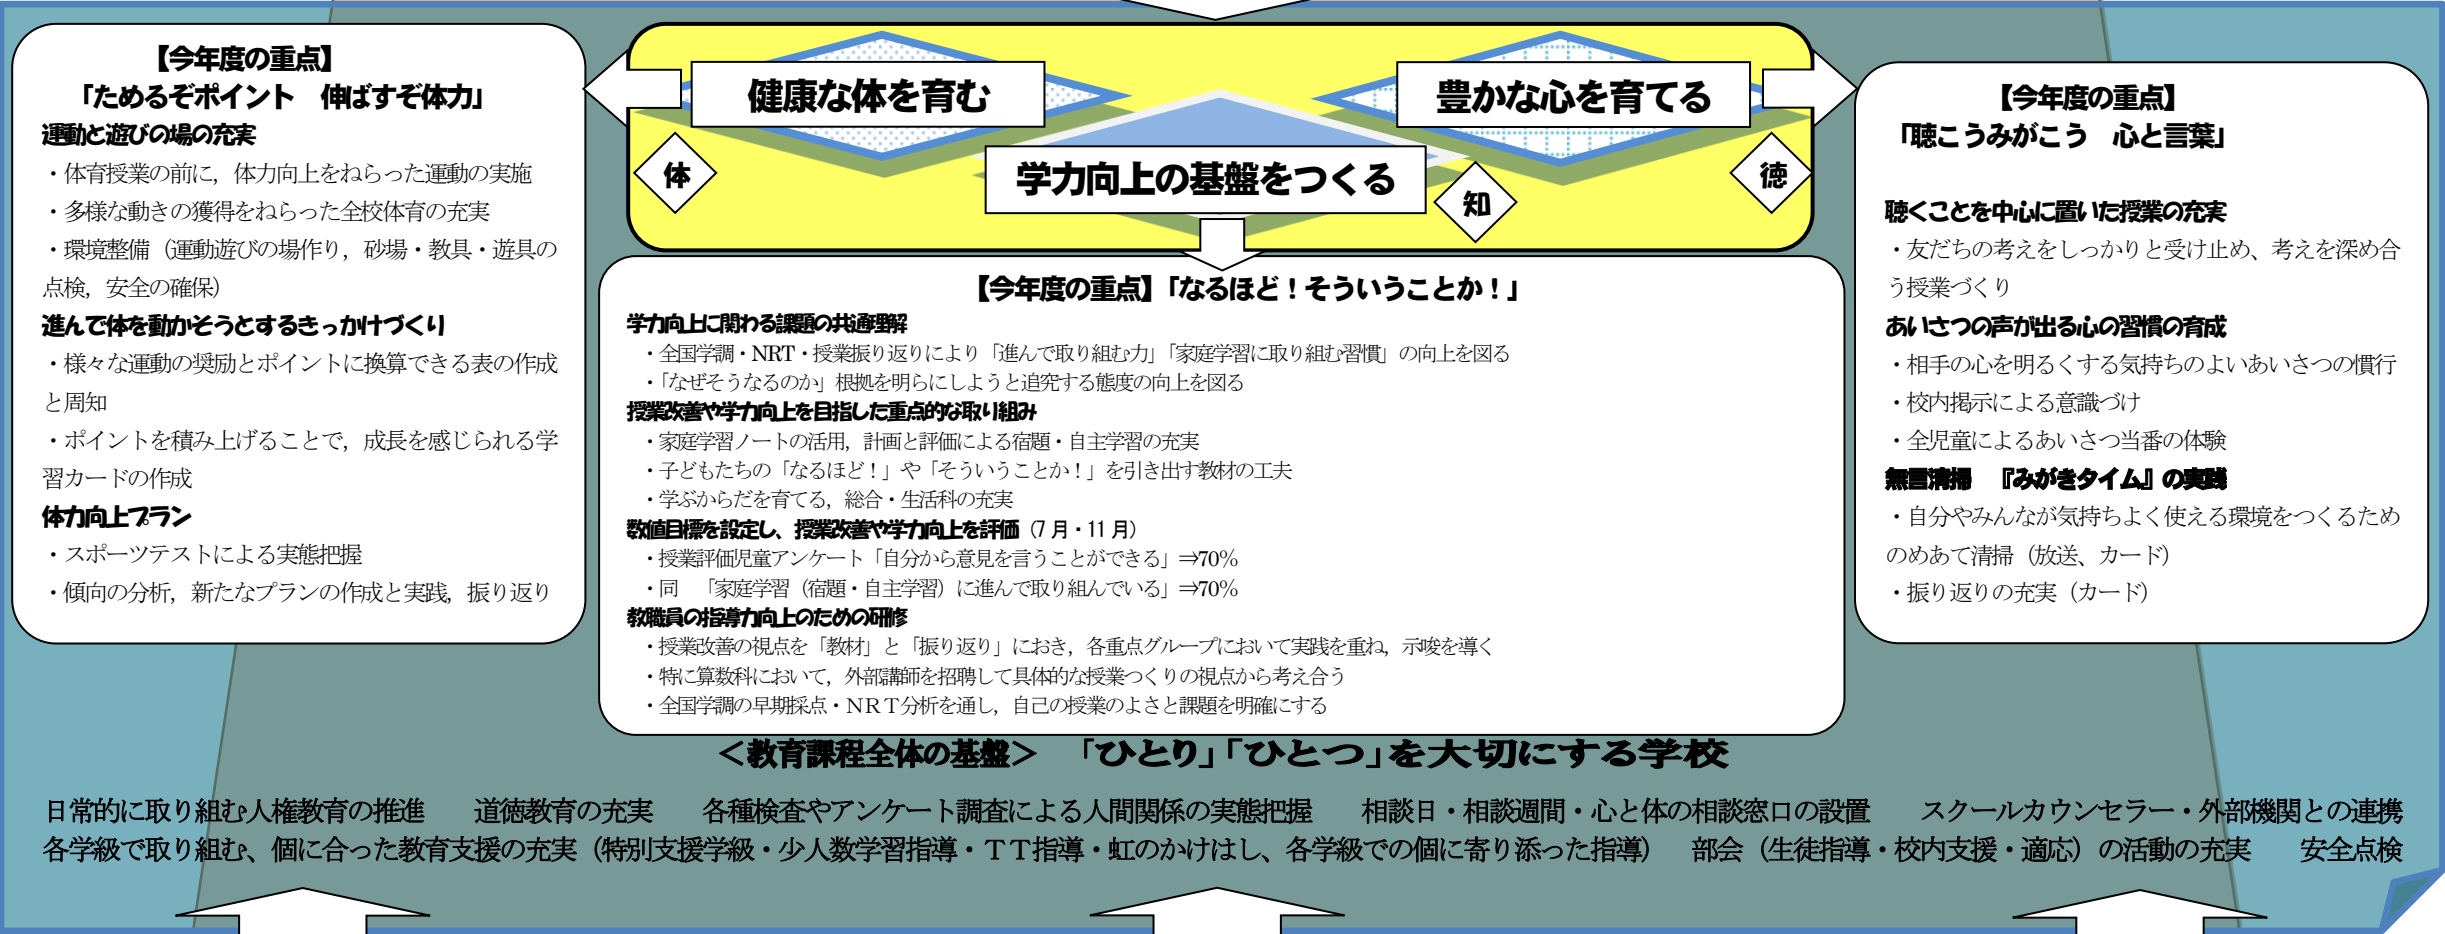 健康な体を育む
豊かな心を育てる
学力向上の基盤をつくる
体
知
徳
【今年度の重点】
「ためるぞポイント　伸ばすぞ体力」
運動と遊びの場の充実
・体育授業の前に，体力向上をねらった運動の実施
・多様な動きの獲得をねらった全校体育の充実
・環境整備（運動遊びの場作り，砂場・教具・遊具の
点検，安全の確保）
進んで体を動かそうとするきっかけづくり
・様々な運動の奨励とポイントに換算できる表の作成
と周知
・ポイントを積み上げることで，成長を感じられる学
習カードの作成
体力向上プラン
・スポーツテストによる実態把握
・傾向の分析，新たなプランの作成と実践，振り返り
【今年度の重点】「なるほど！そういうことか！」
学力向上に関わる課題の共通理解
・全国学調・NRT・授業振り返りにより「進んで取り組む力」「家庭学習に取り組む習慣」の向上を図る
・「なぜそうなるのか」根拠を明らかにしようと追究する態度の向上を図る
授業改善や学力向上を目指した重点的な取り組み
・家庭学習ノートの活用，計画と評価による宿題・自主学習の充実
・子どもたちの「なるほど！」や「そういうことか！」を引き出す教材の工夫
・学ぶからだを育てる，総合・生活科の充実
数値目標を設定し、授業改善や学力向上を評価（7月・11月）
・授業評価児童アンケート「自分から意見を言うことができる」⇒70%
・同　「家庭学習（宿題・自主学習）に進んで取り組んでいる」⇒70%
教職員の指導力向上のための研修
・授業改善の視点を「教材」と「振り返り」におき，各重点グループにおいて実践を重ね，示唆を導く
・特に算数科において，外部講師を招聘して具体的な授業つくりの視点から考え合う
・全国学調の早期採点・ＮＲＴ分析を通し，自己の授業のよさと課題を明確にする
【今年度の重点】
「聴こうみがこう　心と言葉」
聴くことを中心に置いた授業の充実
・友だちの考えをしっかりと受け止め、考えを深め合
う授業づくり
あいさつの声が出る心の習慣の育成
・相手の心を明るくする気持ちのよいあいさつの慣行
・校内掲示による意識づけ
・全児童によるあいさつ当番の体験
無言清掃　『みがきタイム』の実践
・自分やみんなが気持ちよく使える環境をつくるため
のめあて清掃（放送、カード）
・振り返りの充実（カード）
＜教育課程全体の基盤＞　「ひとり」「ひとつ」を大切にする学校
日常的に取り組む人権教育の推進　　道徳教育の充実　　各種検査やアンケート調査による人間関係の実態把握　　相談日・相談週間・心と体の相談窓口の設置　　スクールカウンセラー・外部機関との連携
各学級で取り組む、個に合った教育支援の充実（特別支援学級・少人数学習指導・ＴＴ指導・虹のかけはし、各学級での個に寄り添った指導）　部会（生徒指導・校内支援・適応）の活動の充実　　安全点検